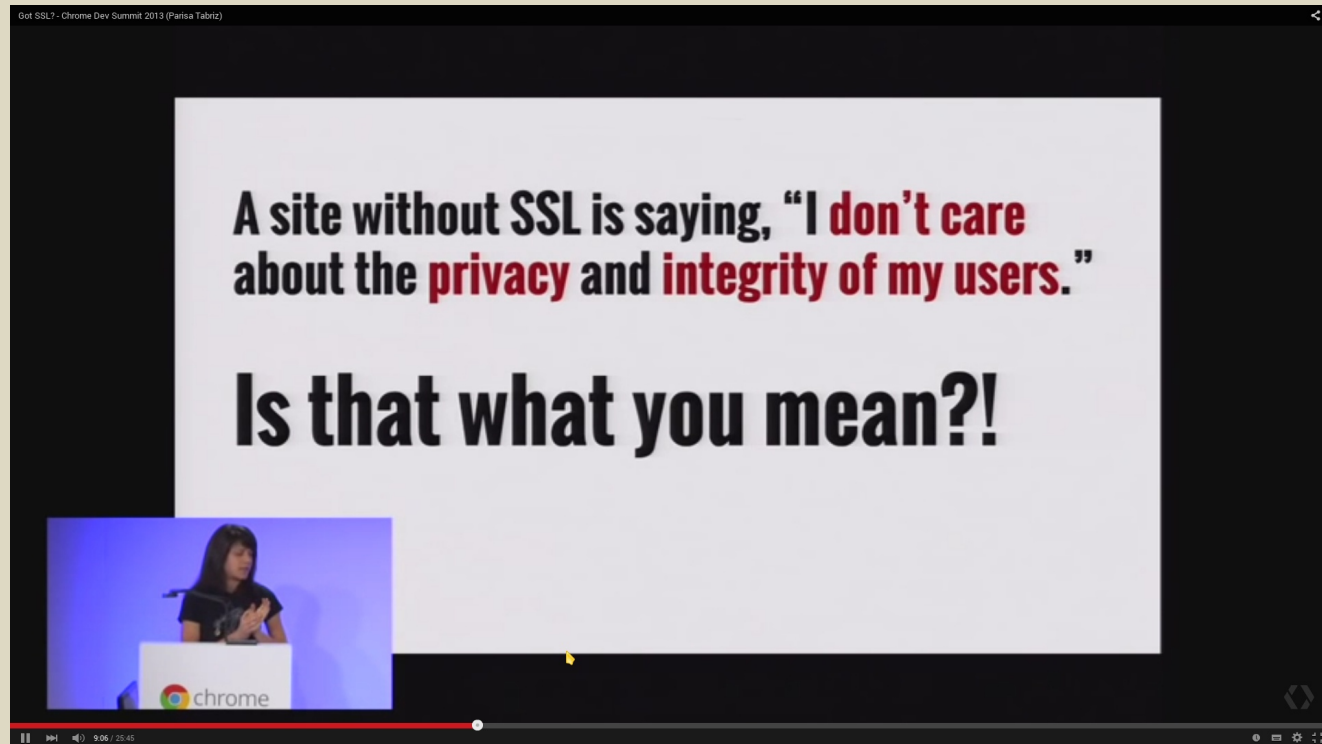 Got SSL? - Chrome Dev Summit 2013 (Parisa Tabriz)
A site without SSL is saying, “I don’t care
about the privacy and integrity of my users.”
Is that what you mean?!
chrome
9:06 / 25:45